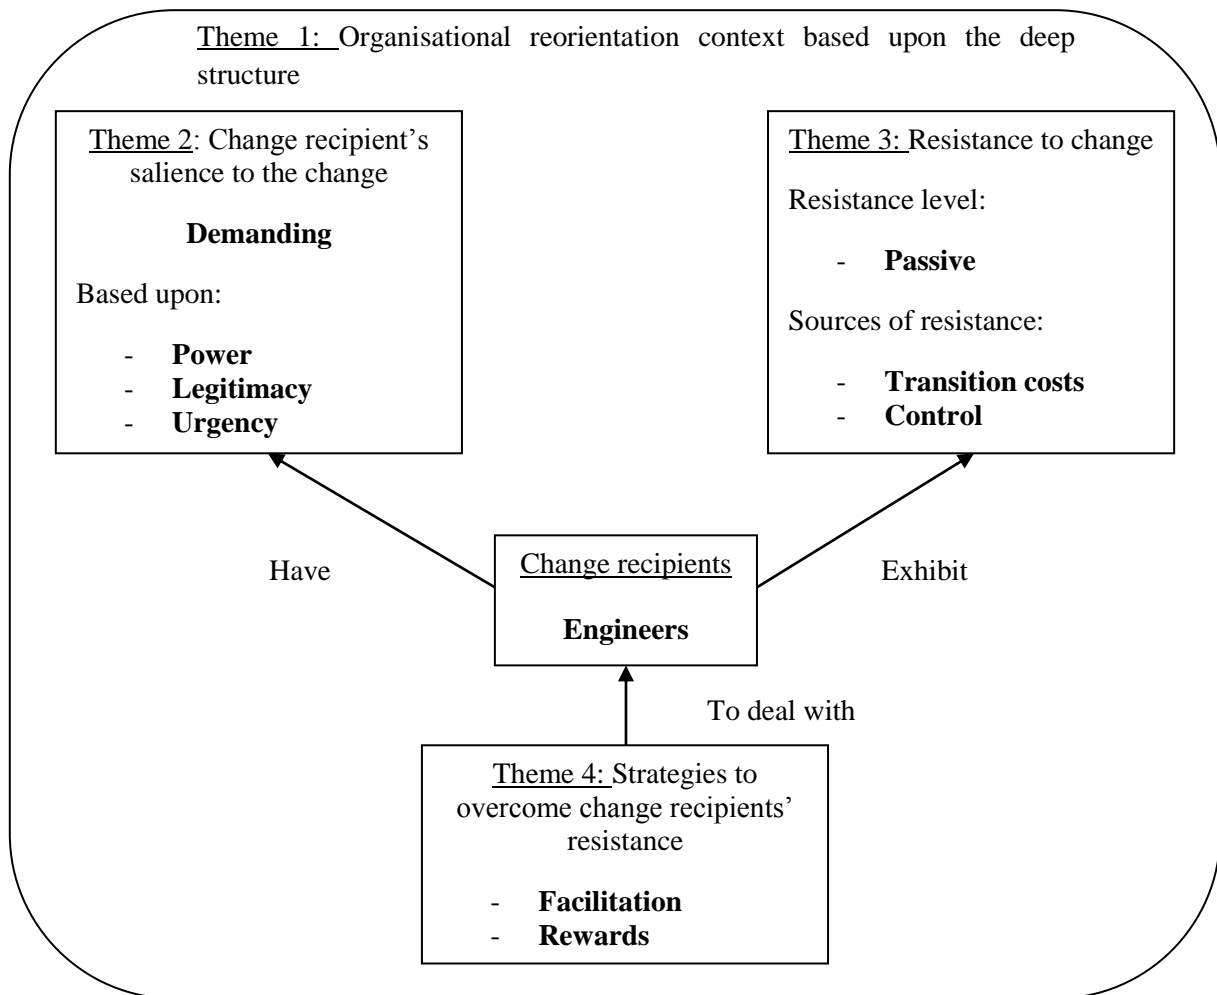 Theme 1: Organisational reorientation context based upon the deep
structure
Theme 2: Change recipient’s
salience to the change
Demanding
Based upon:
- Power
- Legitimacy
- Urgency
Theme 3: Resistance to change
Resistance level:
- Passive
Sources of resistance:
- Transition costs
- Control
Have
Change recipients
Engineers
Exhibit
To deal with
Theme 4: Strategies to
overcome change recipients’
resistance
- Facilitation
- Rewards